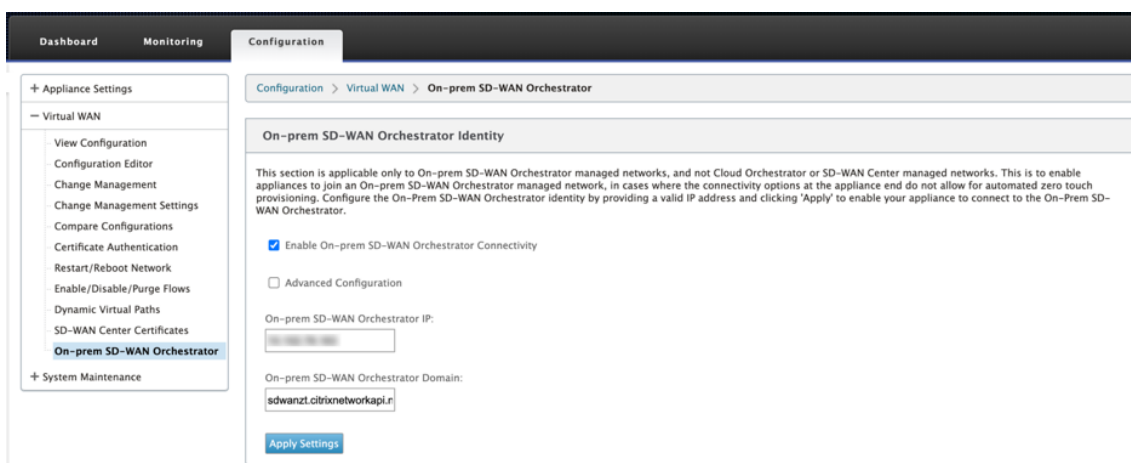 Dashboard Monitoring Configuration
+ Appliance Settings
− Virtual WAN
View Configuration
Configuration Editor
Change Management
Change Management Settings
Compare Configurations
Certificate Authentication
Restart/Reboot Network
Enable/Disable/Purge Flows
Dynamic Virtual Paths
SD-WAN Center Certificates
On-prem SD-WAN Orchestrator
+ System Maintenance
Configuration > Virtual WAN > On-prem SD-WAN Orchestrator
On-prem SD-WAN Orchestrator Identity
This section is applicable only to On-prem SD-WAN Orchestrator managed networks, and not Cloud Orchestrator or SD-WAN Center managed networks. This is to enable
appliances to join an On-prem SD-WAN Orchestrator managed network, in cases where the connectivity options at the appliance end do not allow for automated zero touch
provisioning. Configure the On-Prem SD-WAN Orchestrator identity by providing a valid IP address and clicking 'Apply' to enable your appliance to connect to the On-Prem SD-
WAN Orchestrator.
Enable On-prem SD-WAN Orchestrator Connectivity
Advanced Configuration
On-prem SD-WAN Orchestrator IP:
On-prem SD-WAN Orchestrator Domain:
sdwanzt.citrixnetworkapi.n
Apply Settings